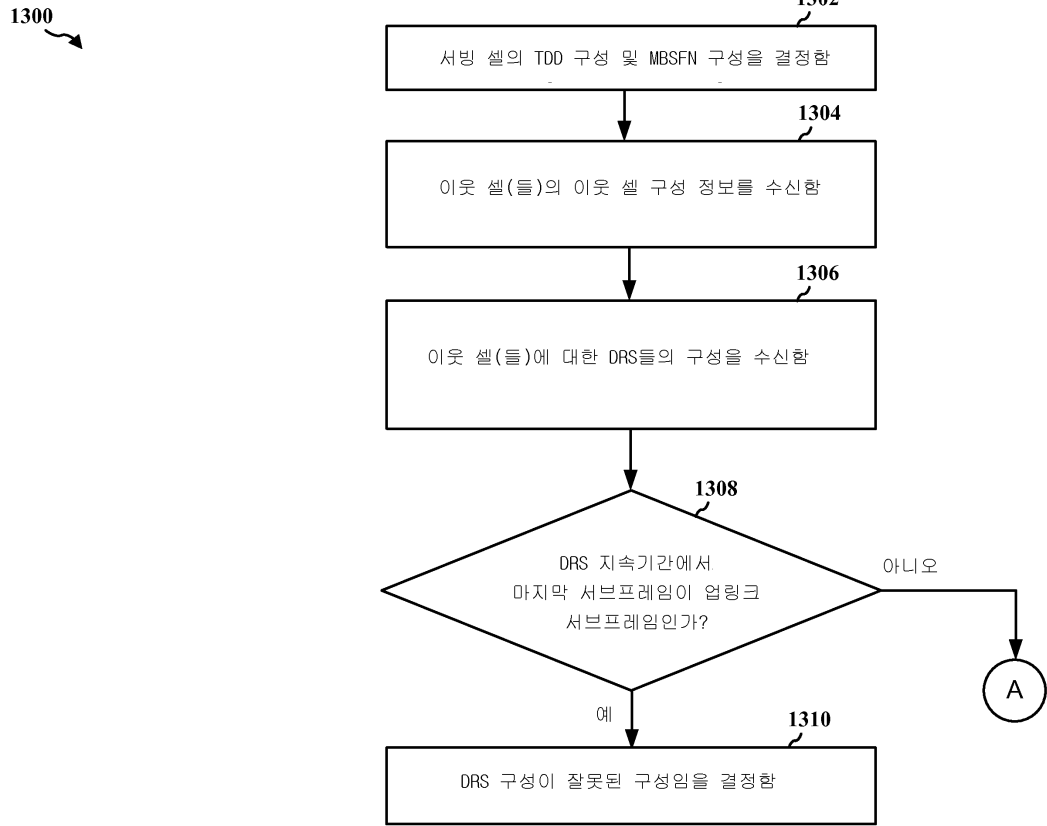 1300
1302
서빙 셀의 TDD 구성 및 MBSFN 구성을 결정함
1304
이웃 셀(들)의 이웃 셀 구성 정보를 수신함
1306
이웃 셀(들)에 대한 DRS들의 구성을 수신함
1308
DRS 지속기간에서
마지막 서브프레임이 업링크
서브프레임인가?
아니오
A
예
1310
DRS 구성이 잘못된 구성임을 결정함